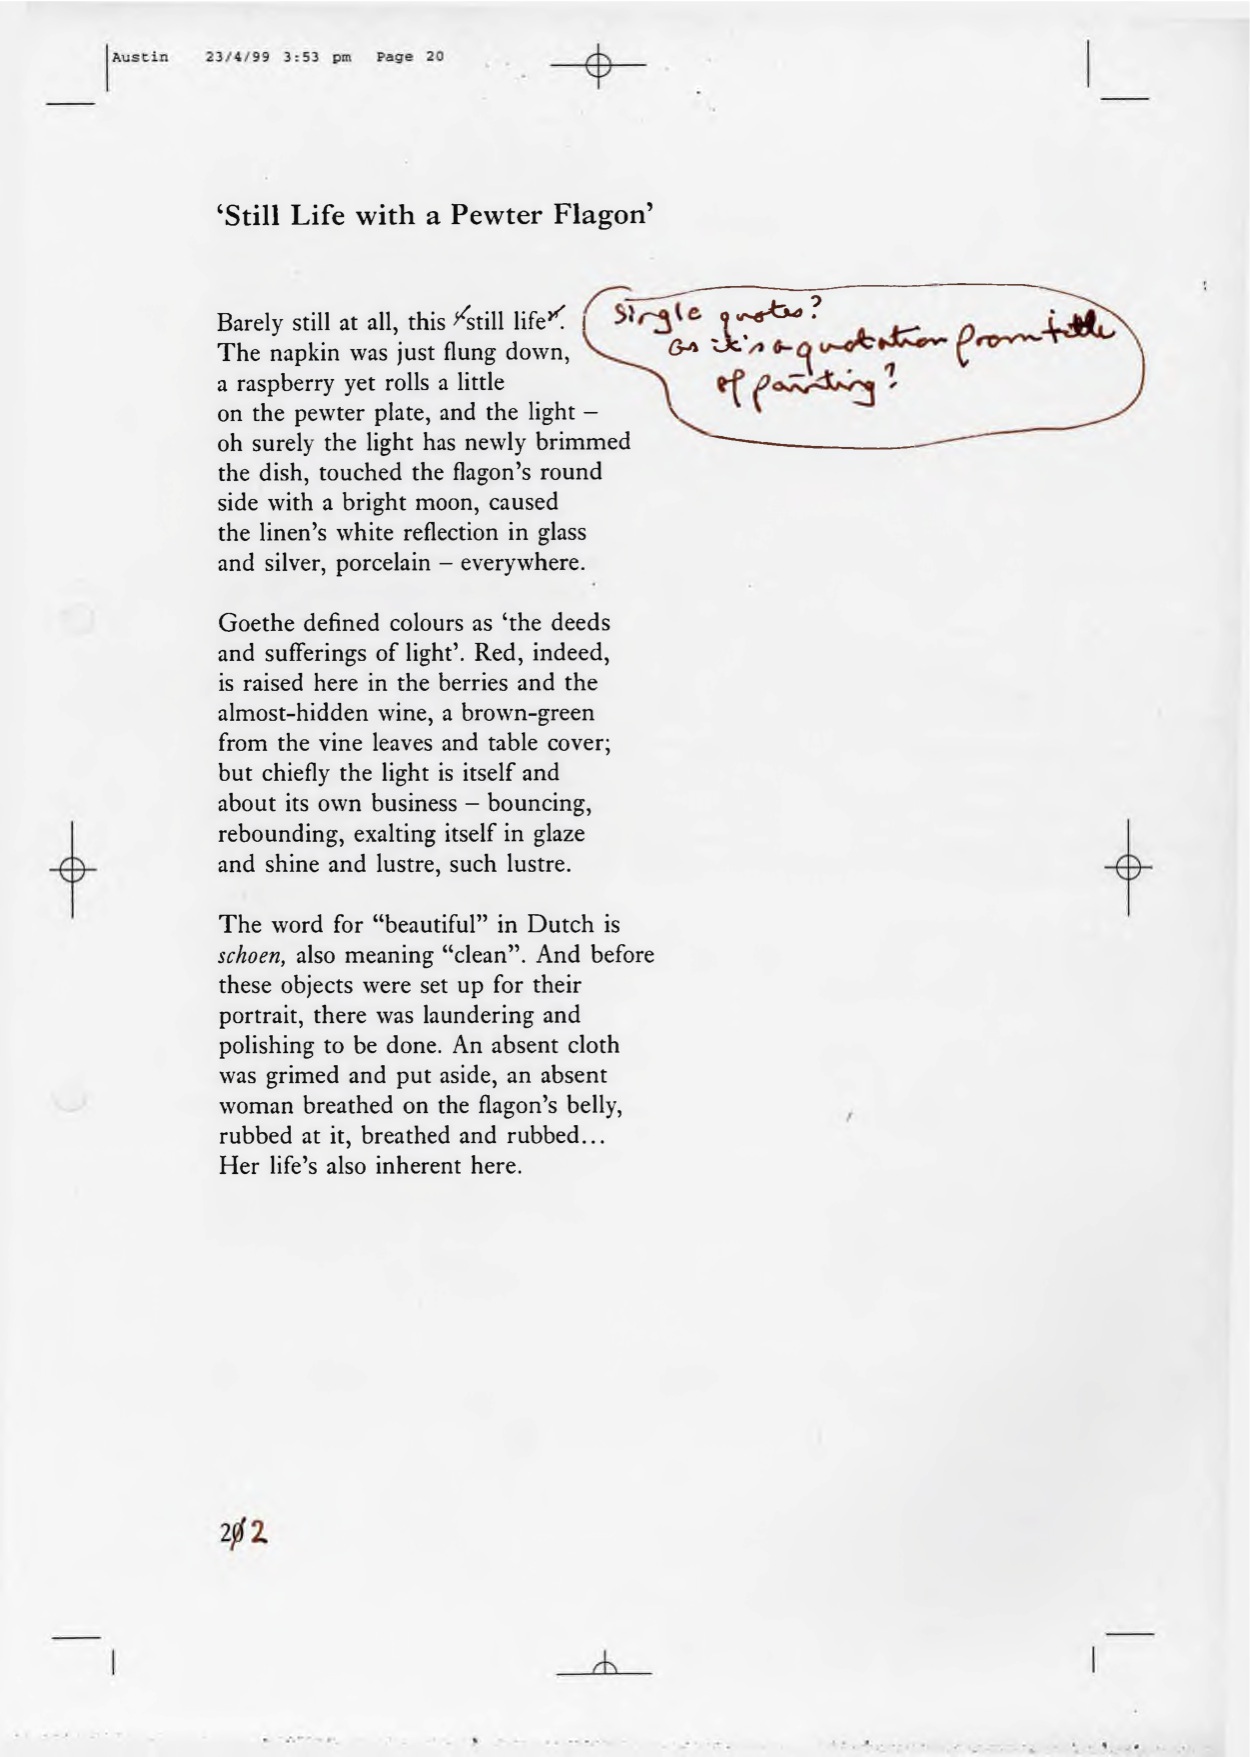 Austin 23/4/99 3:53 pm Page 20
‘Still Life with a Pewter Flagon’
Barely still at all, this “still life”.
The napkin was just flung down,
a raspberry yet rolls a little
on the pewter plate, and the light –
oh surely the light has newly brimmed
the dish, touched the flagon’s round
side with a bright moon, caused
the linen’s white reflection in glass
and silver, porcelain – everywhere.
single quotes?
as it's a quotation from title
of painting?
Goethe defined colours as ‘the deeds
and sufferings of light’. Red, indeed,
is raised here in the berries and the
almost-hidden wine, a brown-green
from the vine leaves and table cover;
but chiefly the light is itself and
about its own business – bouncing,
rebounding, exalting itself in glaze
and shine and lustre, such lustre.
The word for “beautiful” in Dutch is
schoen, also meaning “clean”. And before
these objects were set up for their
portrait, there was laundering and
polishing to be done. An absent cloth
was grimed and put aside, an absent
woman breathed on the flagon’s belly,
rubbed at it, breathed and rubbed...
Her life’s also inherent here.
20 2